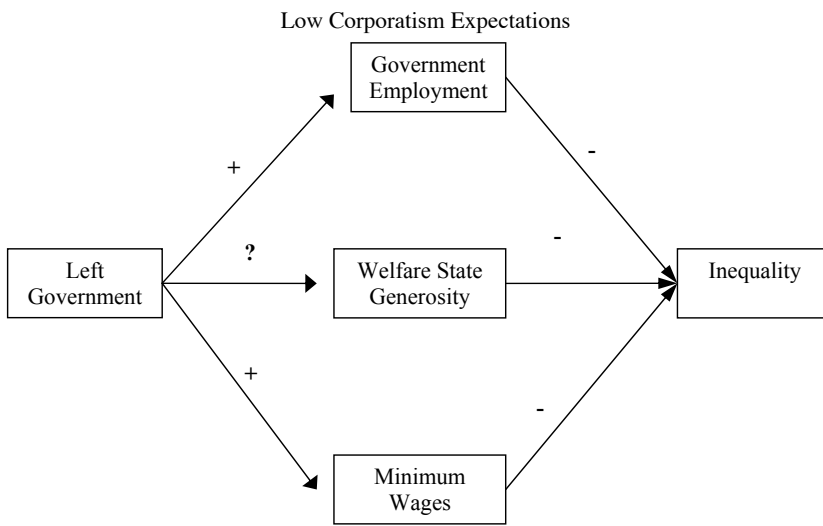 Low Corporatism Expectations
Government
Employment
+
-
?
-
Left
Government
Welfare State
Generosity
Inequality
+
-
Minimum
Wages